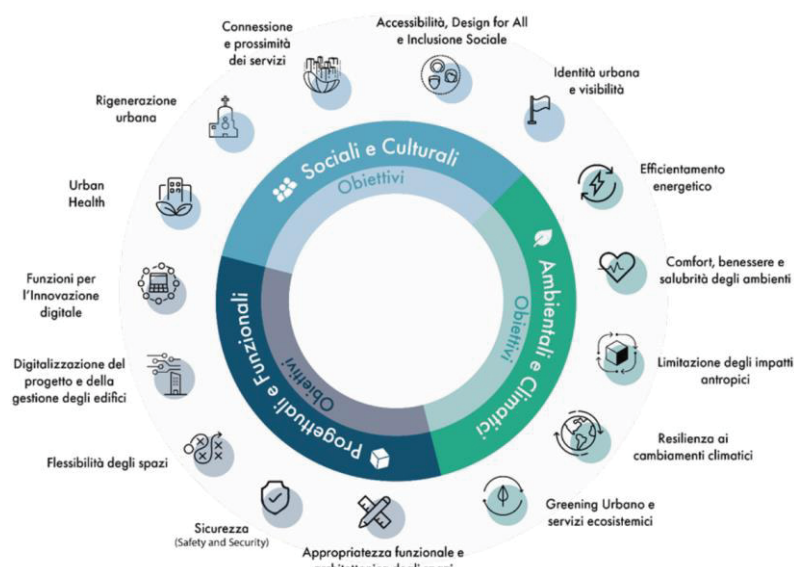 Accessibilità, Design for All
e Inclusione Sociale
Identità urbana
e visibilità
Efficientamento
energetico
Comfort, benessere e
salubrità degli ambienti
Limitazione degli impatti
antropici
Resilienza ai
cambiamenti climatici
Greening Urbano e
servizi ecosistemici
Appropriatezza funzionale e
Sicurezza
(Safety and Security)
Flessibilità degli spazi
Digitalizzazione del
progetto e della
gestione degli edifici
Funzioni per
l'Innovazione
digitale
Urban
Health
Rigenerazione
urbana
Connessione
e prossimità
dei servizi
Sociali e Culturali
Obiettivi
Ambientali e Climatici
Obiettivi
Progettuali e Funzionali
Obiettivi